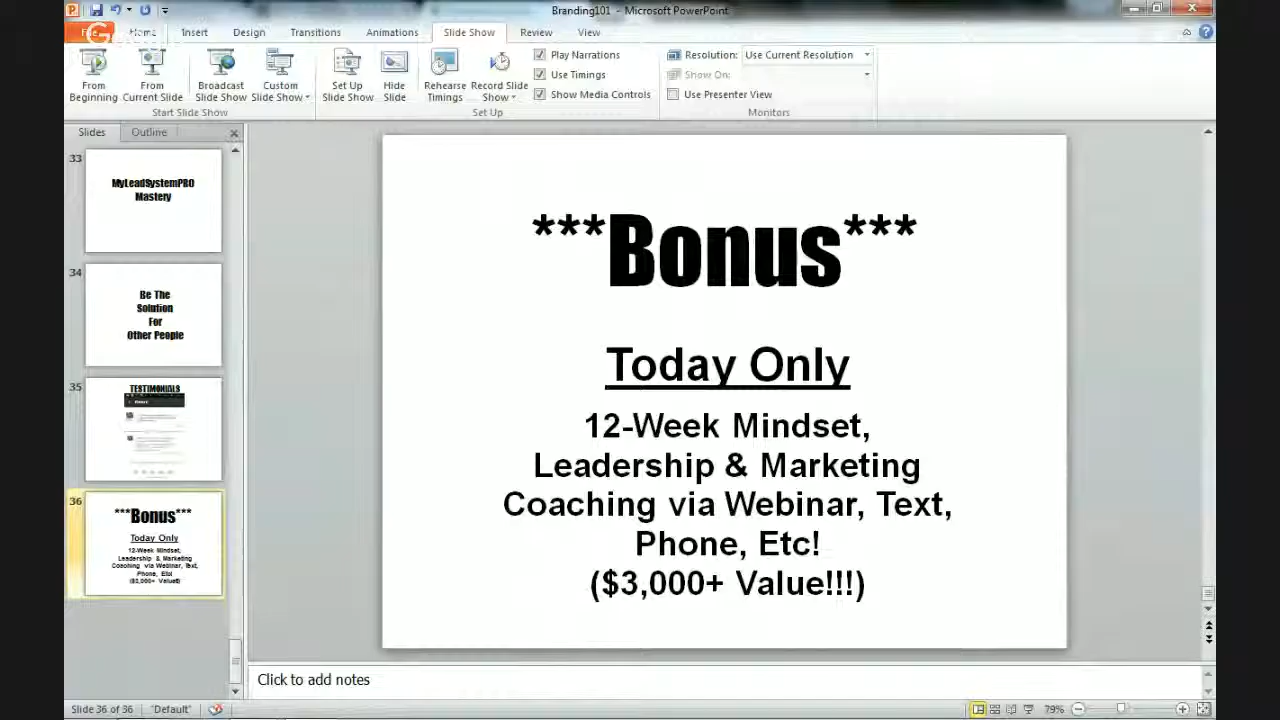 Branding101 - Microsoft PowerPoint
Insert Design Transitions Animations Slide Show Review View
From Beginning
From Current Slide
Broadcast Slide Show
Custom Slide Show
Set Up Slide Show
Hide Slide
Rehearse Timings
Record Slide Show
Play Narrations
Use Timings
Show Media Controls
Resolution: Use Current Resolution
Show On:
Use Presenter View
Start Slide Show
Set Up
Monitors
Slides Outline
33
MyLeadSystemPRO
Mastery
34
Be The
Solution
For
Other People
35
TESTIMONIALS
36
***Bonus***
Today Only
12-Week Mindset,
Leadership & Marketing
Coaching via Webinar, Text,
Phone, Etc!
($3,000+ Value!!!)
***Bonus***
Today Only
12-Week Mindset,
Leadership & Marketing
Coaching via Webinar, Text,
Phone, Etc!
($3,000+ Value!!!)
Click to add notes
Slide 36 of 36 "Default" 79%